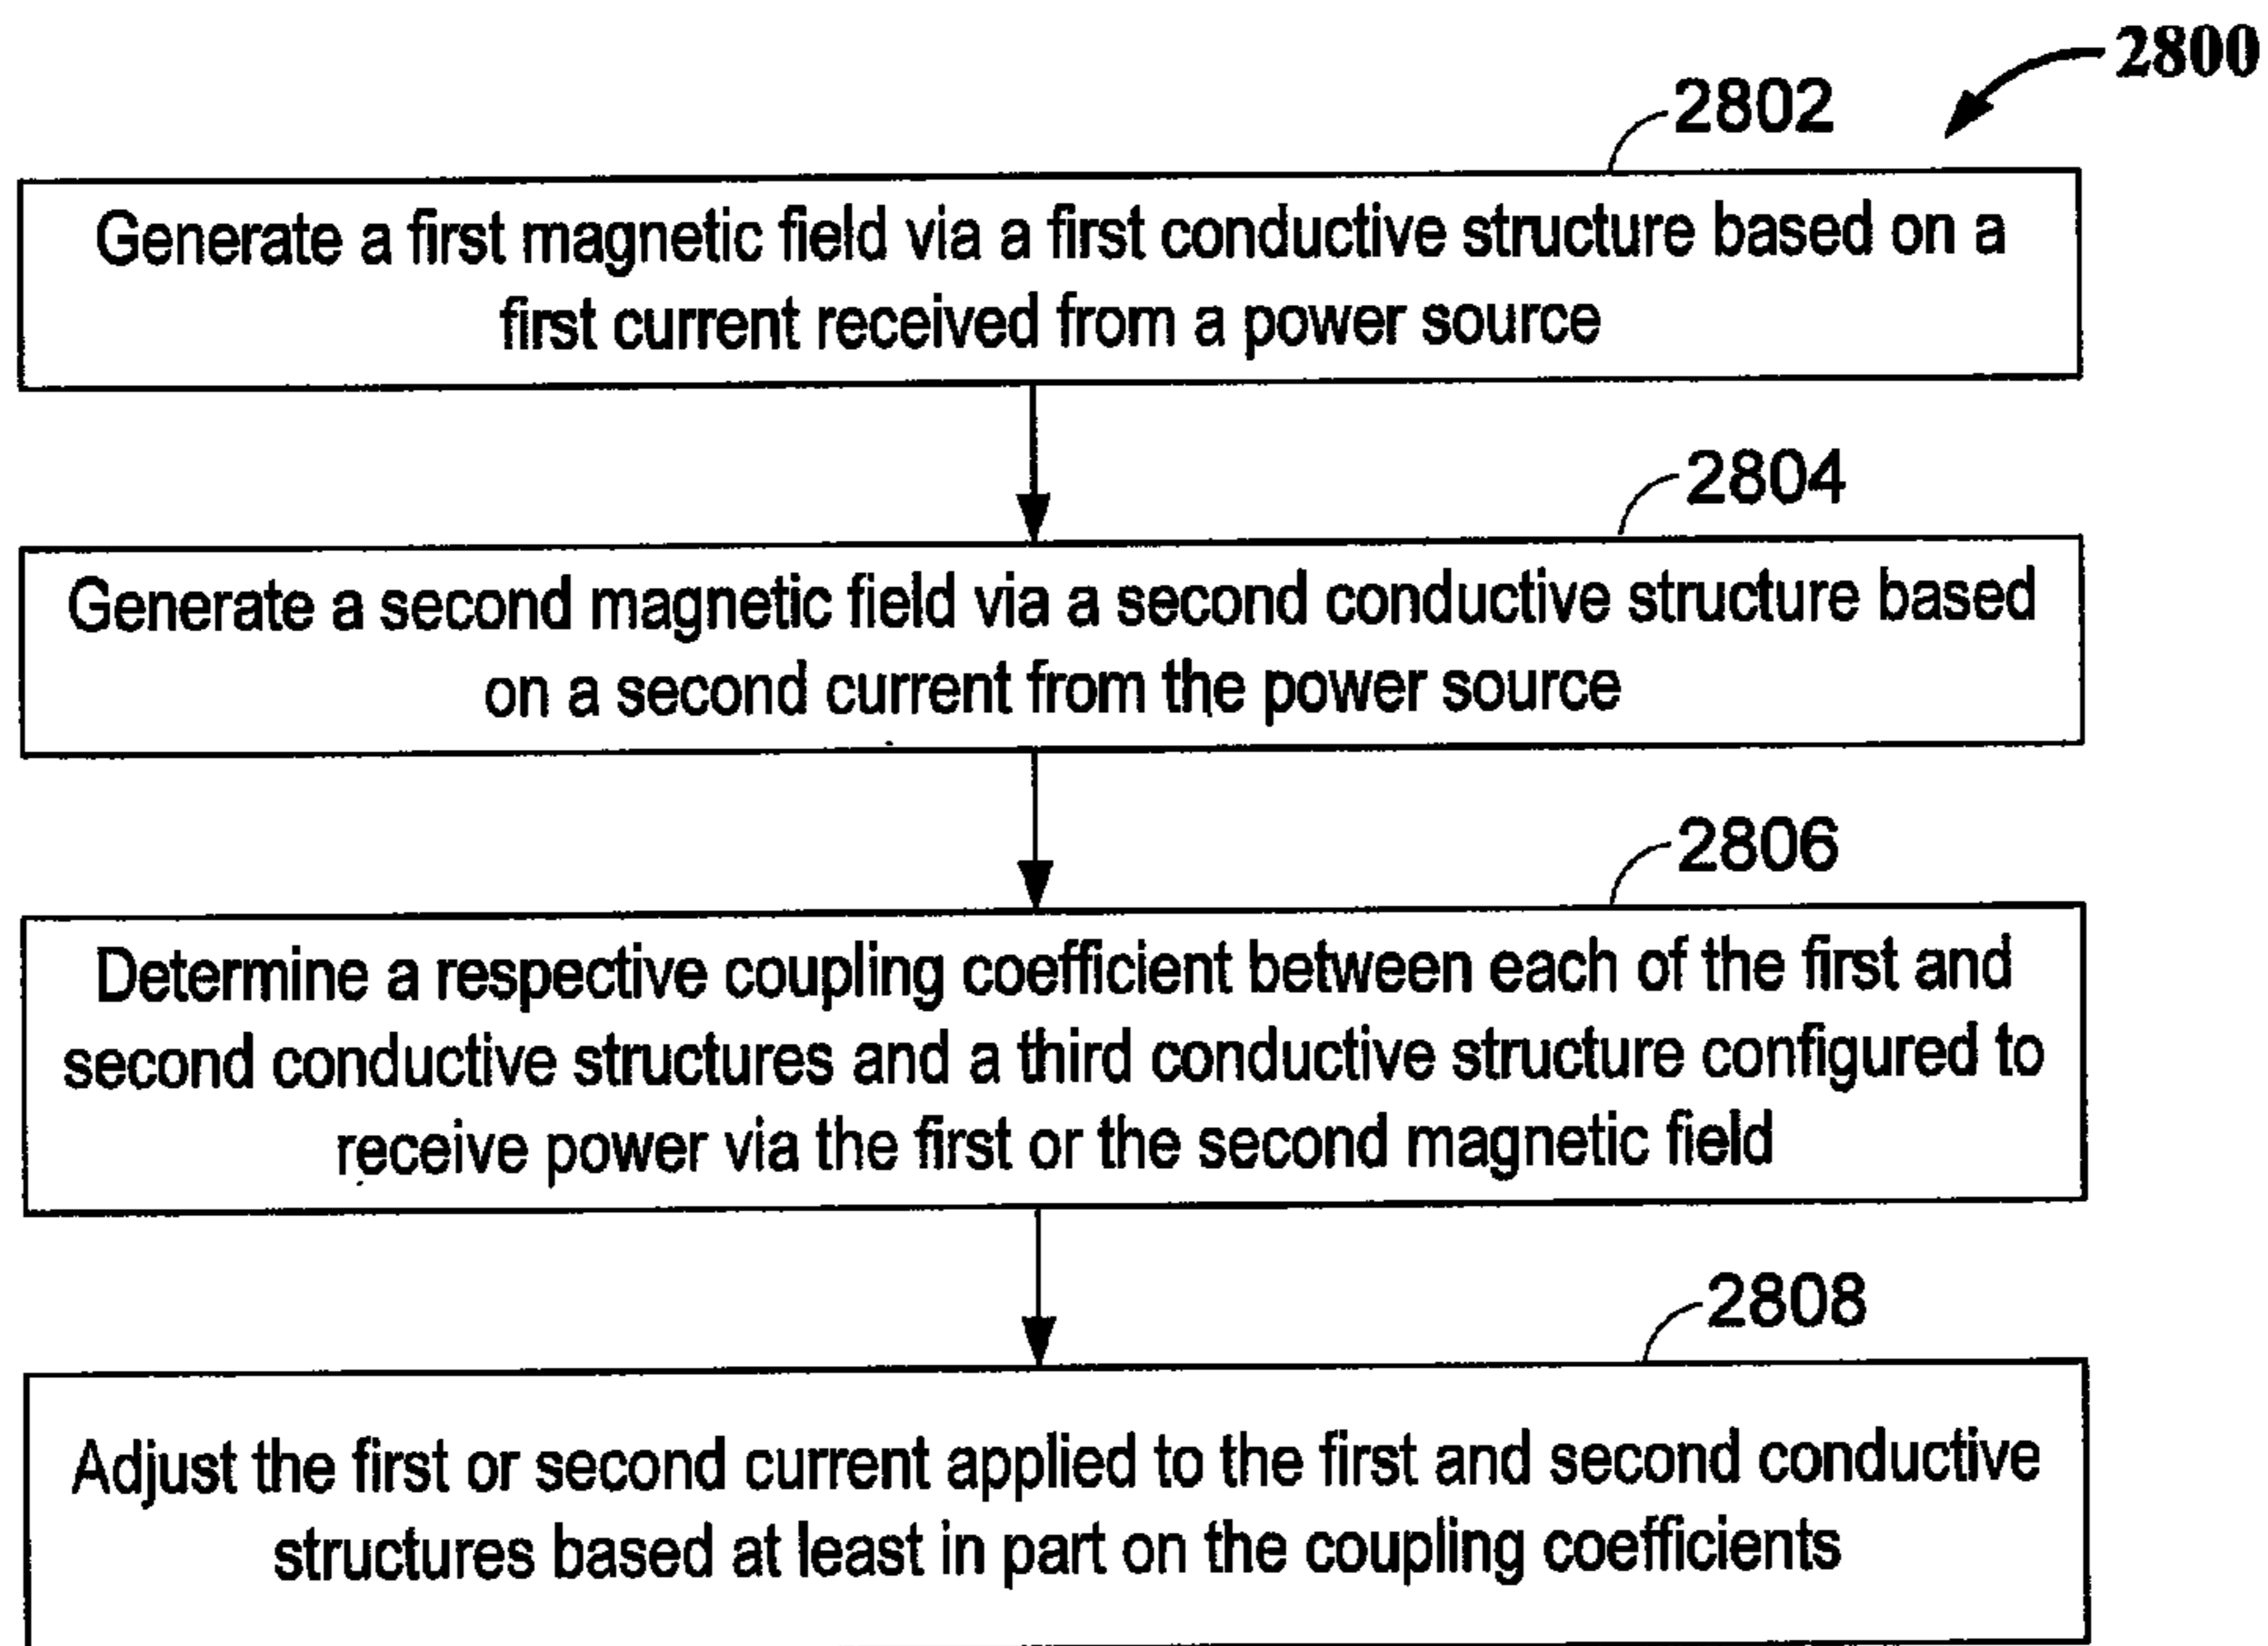 2800
2802
Generate a first magnetic field via a first conductive structure based on a
first current received from a power source
2804
Generate a second magnetic field via a second conductive structure based
on a second current from the power source
2806
Determine a respective coupling coefficient between each of the first and
second conductive structures and a third conductive structure configured to
receive power via the first or the second magnetic field
2808
Adjust the first or second current applied to the first and second conductive
structures based at least in part on the coupling coefficients